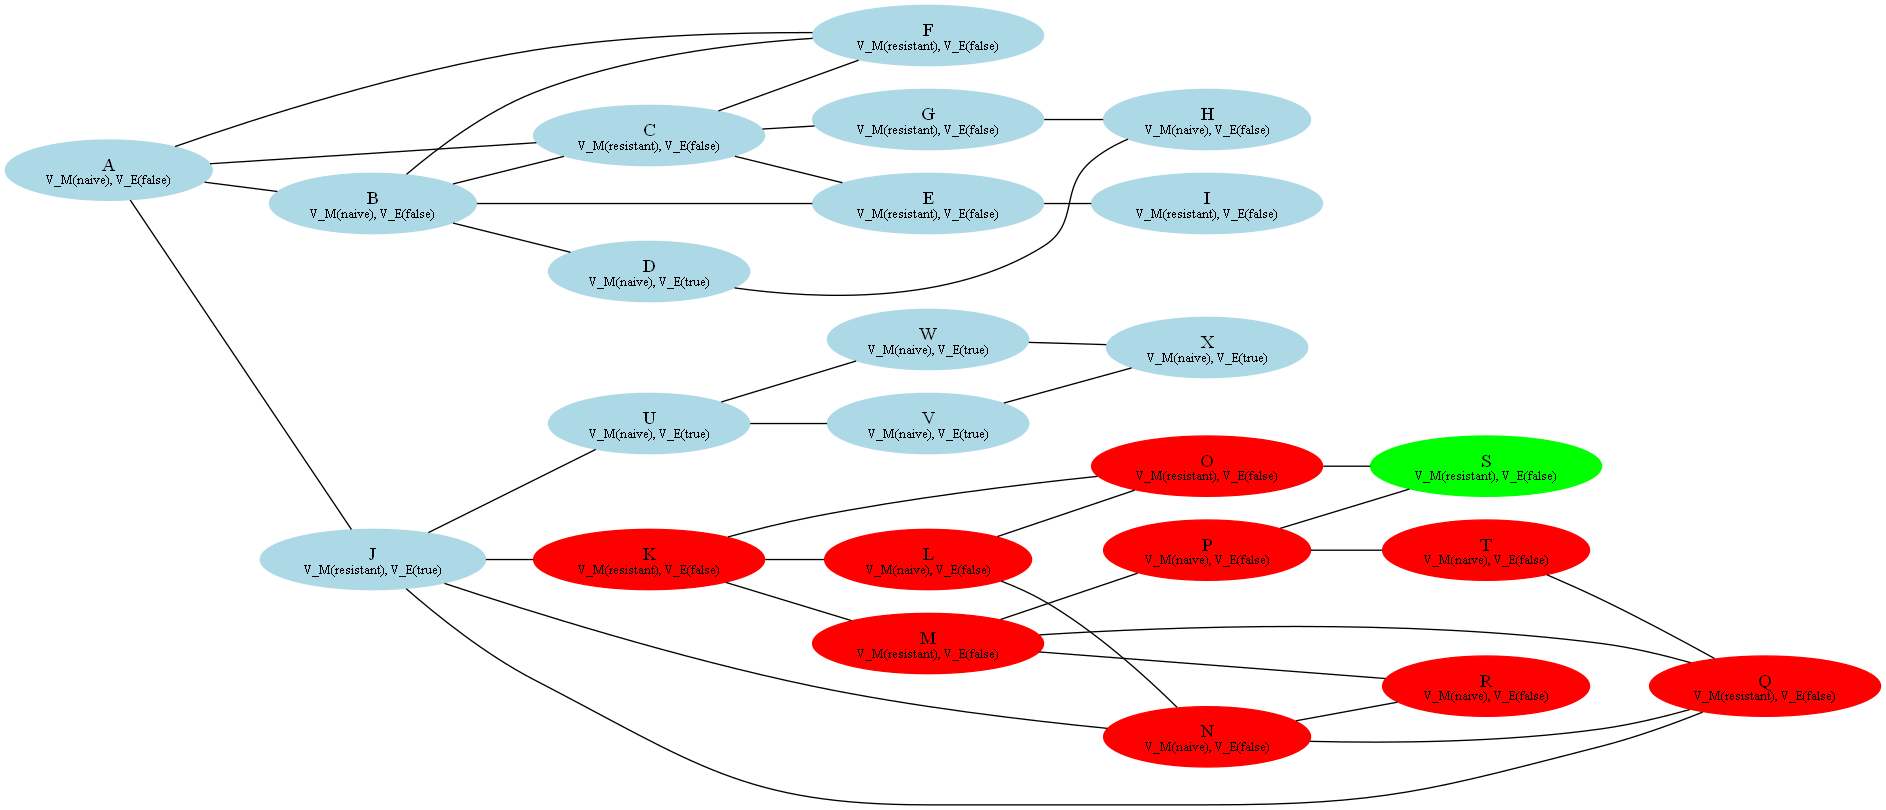 F
V_M(resistant), V_E(false)
C
V_M(resistant), V_E(false)
G
V_M(resistant), V_E(false)
H
V_M(naive), V_E(false)
A
V_M(naive), V_E(false)
B
V_M(naive), V_E(false)
E
V_M(resistant), V_E(false)
I
V_M(resistant), V_E(false)
D
V_M(naive), V_E(true)
W
V_M(naive), V_E(true)
X
V_M(naive), V_E(true)
U
V_M(naive), V_E(true)
V
V_M(naive), V_E(true)
O
V_M(resistant), V_E(false)
S
V_M(resistant), V_E(false)
J
V_M(resistant), V_E(true)
K
V_M(resistant), V_E(false)
L
V_M(naive), V_E(false)
P
V_M(naive), V_E(false)
T
V_M(naive), V_E(false)
M
V_M(resistant), V_E(false)
R
V_M(naive), V_E(false)
Q
V_M(resistant), V_E(false)
N
V_M(naive), V_E(false)